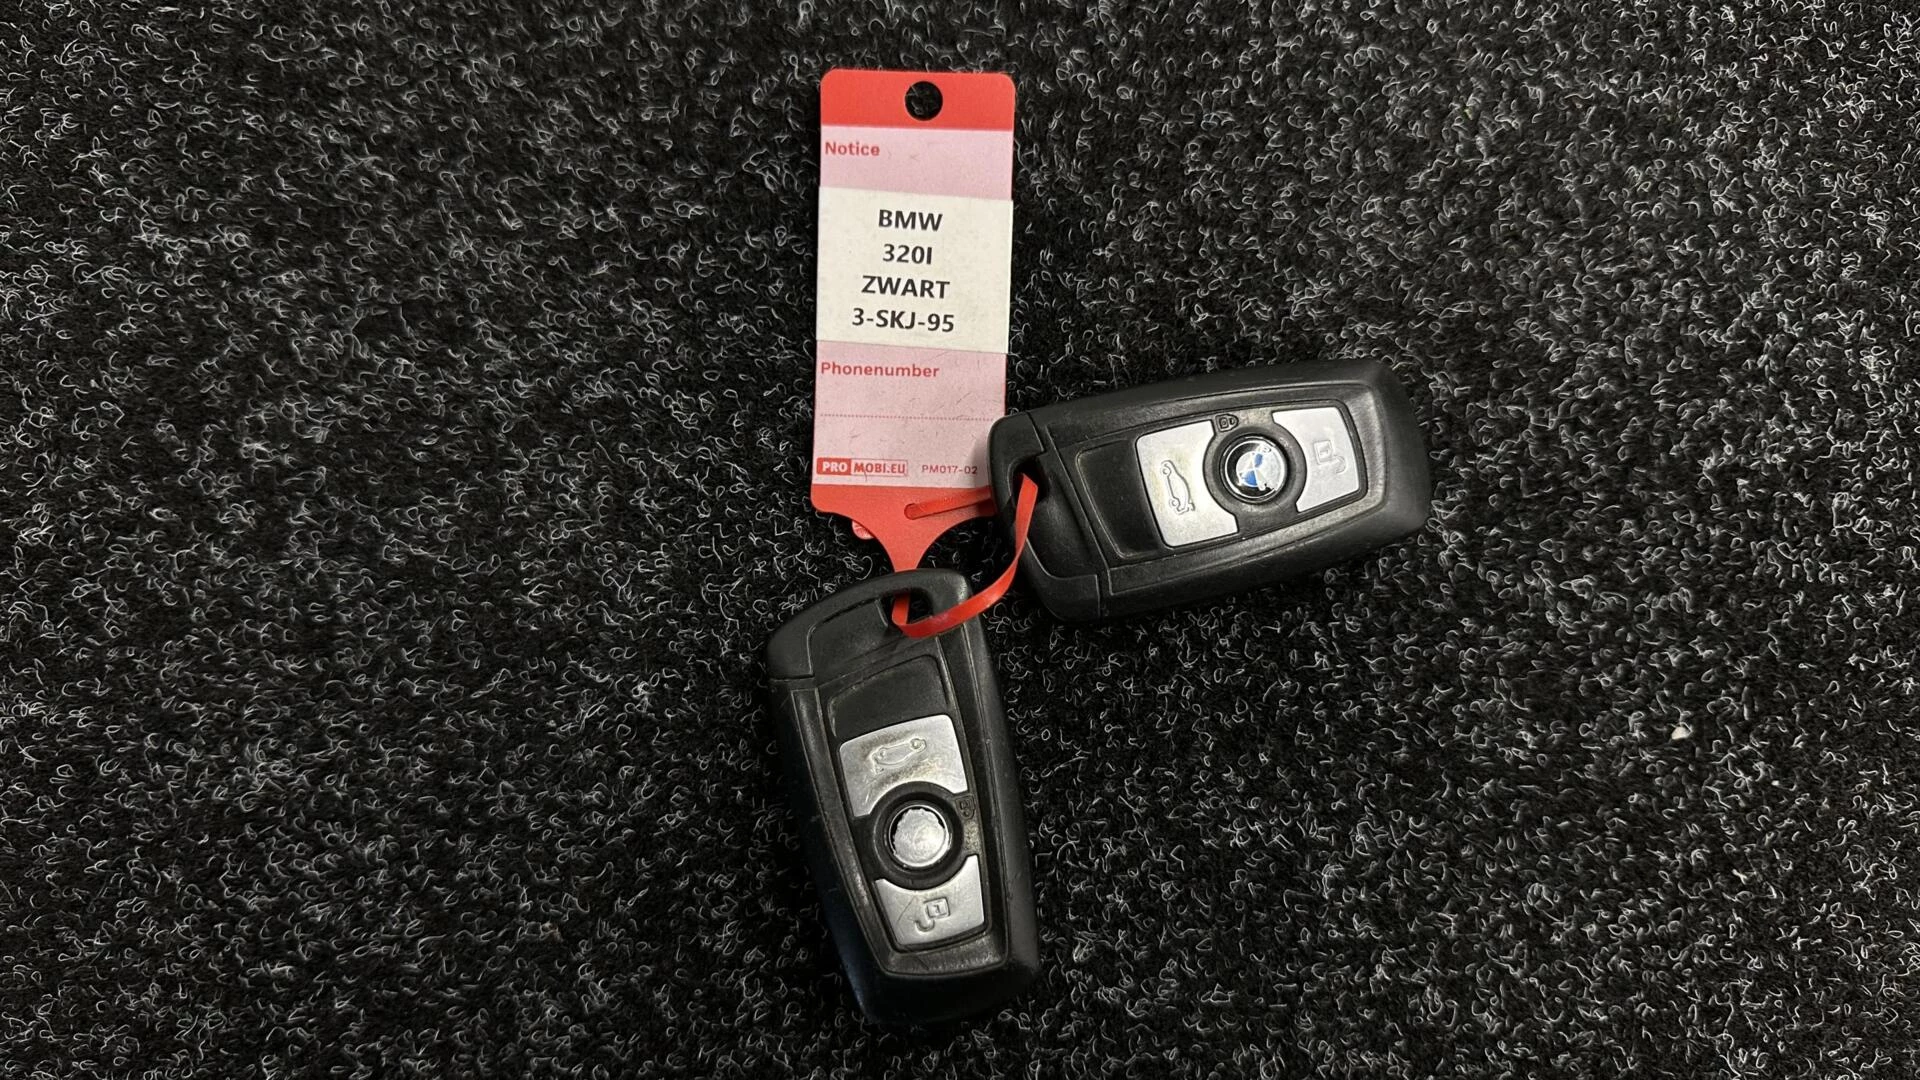 Notice
BMW
320I
ZWART
3-SKJ-95
Phonenumber
PRO MOBI.EU PM017-02